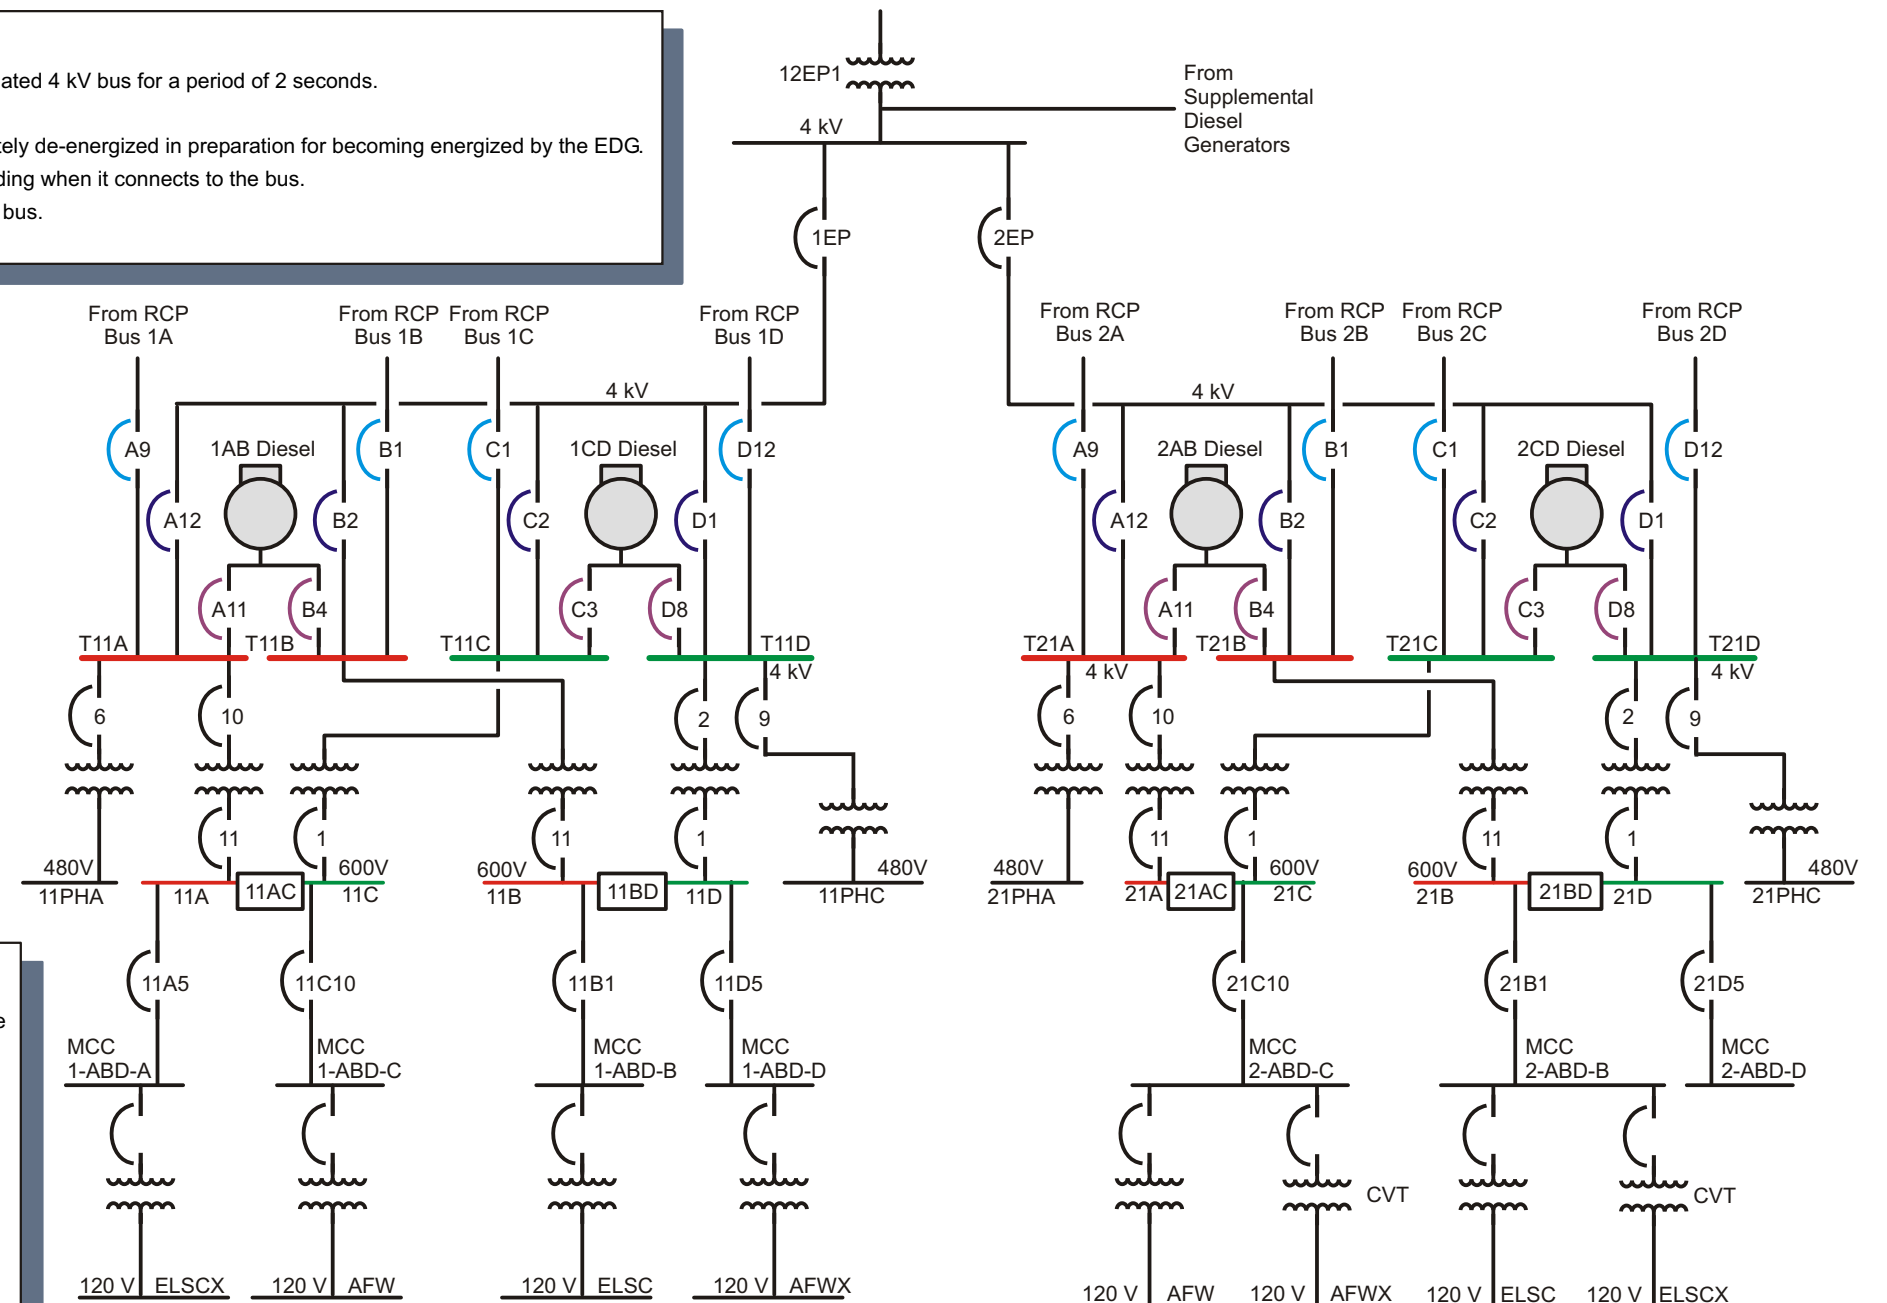 ated 4 kV bus for a period of 2 seconds.
tely de-energized in preparation for becoming energized by the EDG.
ding when it connects to the bus.
bus.
12EP1
From
Supplemental
Diesel
Generators
4 kV
1EP
2EP
From RCP
Bus 1A
From RCP
Bus 1B
From RCP
Bus 1C
From RCP
Bus 1D
From RCP
Bus 2A
From RCP
Bus 2B
From RCP
Bus 2C
From RCP
Bus 2D
4 kV
4 kV
A9
1AB Diesel
B1
C1
1CD Diesel
D12
A9
2AB Diesel
B1
C1
2CD Diesel
D12
A12
B2
C2
D1
A12
B2
C2
D1
A11
B4
C3
D8
A11
B4
C3
D8
T11A
T11B
T11C
T11D
T21A
T21B
T21C
T21D
4 kV
4 kV
4 kV
6
10
2
9
6
10
2
9
11
1
11
1
11
1
11
1
480V
600V
600V
480V
480V
600V
600V
480V
11PHA
11A
11AC
11C
11B
11BD
11D
11PHC
21PHA
21A
21AC
21C
21B
21BD
21D
21PHC
11A5
11C10
11B1
11D5
21C10
21B1
21D5
e
MCC
1-ABD-A
MCC
1-ABD-C
MCC
1-ABD-B
MCC
1-ABD-D
MCC
2-ABD-C
MCC
2-ABD-B
MCC
2-ABD-D
CVT
CVT
120 V ELSCX
120 V AFW
120 V ELSC
120 V AFWX
120 V AFW
120 V AFWX
120 V ELSC
120 V ELSCX